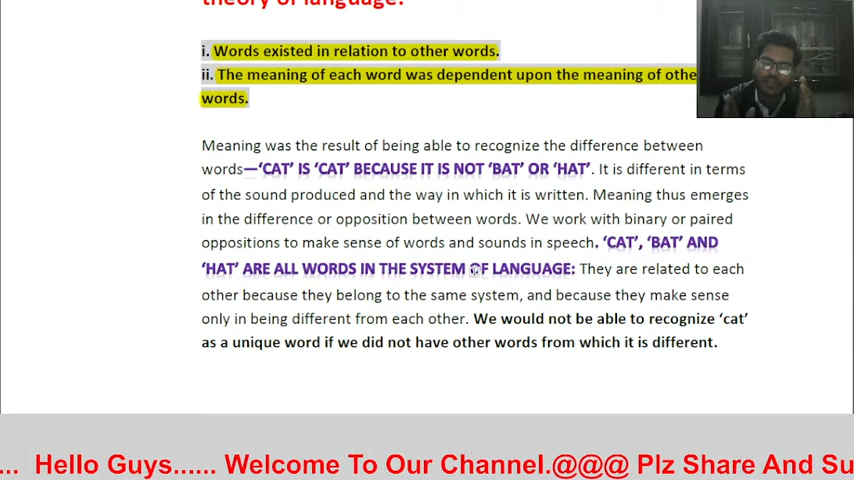 theory of language.
i. Words existed in relation to other words.
ii. The meaning of each word was dependent upon the meaning of othe
words.
Meaning was the result of being able to recognize the difference between
words—‘CAT’ IS ‘CAT’ BECAUSE IT IS NOT ‘BAT’ OR ‘HAT’. It is different in terms
of the sound produced and the way in which it is written. Meaning thus emerges
in the difference or opposition between words. We work with binary or paired
oppositions to make sense of words and sounds in speech. ‘CAT’, ‘BAT’ AND
‘HAT’ ARE ALL WORDS IN THE SYSTEM OF LANGUAGE: They are related to each
other because they belong to the same system, and because they make sense
only in being different from each other. We would not be able to recognize ‘cat’
as a unique word if we did not have other words from which it is different.
... Hello Guys...... Welcome To Our Channel.@@@ Plz Share And Su